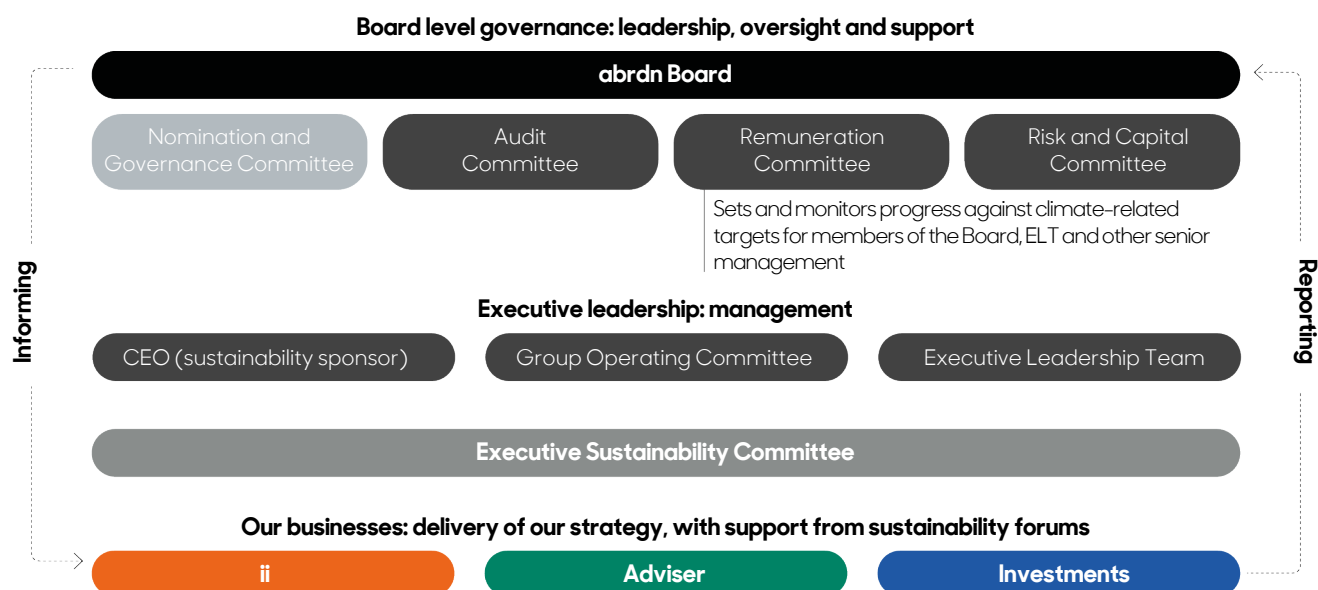 Board level governance: leadership, oversight and support
abrdn Board
Nomination and
Governance Committee
Audit
Committee
Remuneration
Committee
Risk and Capital
Committee
Sets and monitors progress against climate-related
targets for members of the Board, ELT and other senior
management
Informing
Reporting
Executive leadership: management
CEO (sustainability sponsor)
Group Operating Committee
Executive Leadership Team
Executive Sustainability Committee
Our businesses: delivery of our strategy, with support from sustainability forums
ii
Adviser
Investments